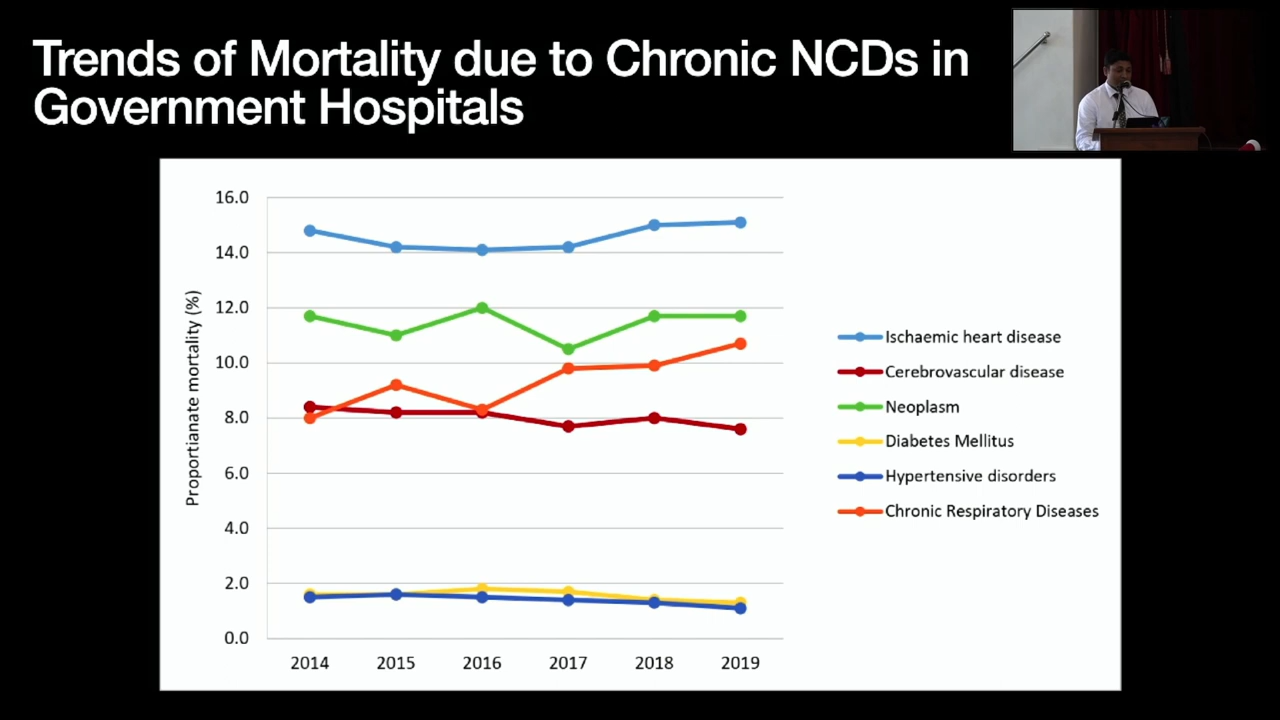 Trends of Mortality due to Chronic NCDs in
Government Hospitals
Proportianate mortality (%)
16.0
14.0
12.0
10.0
8.0
6.0
4.0
2.0
0.0
2014 2015 2016 2017 2018 2019
Ischaemic heart disease
Cerebrovascular disease
Neoplasm
Diabetes Mellitus
Hypertensive disorders
Chronic Respiratory Diseases